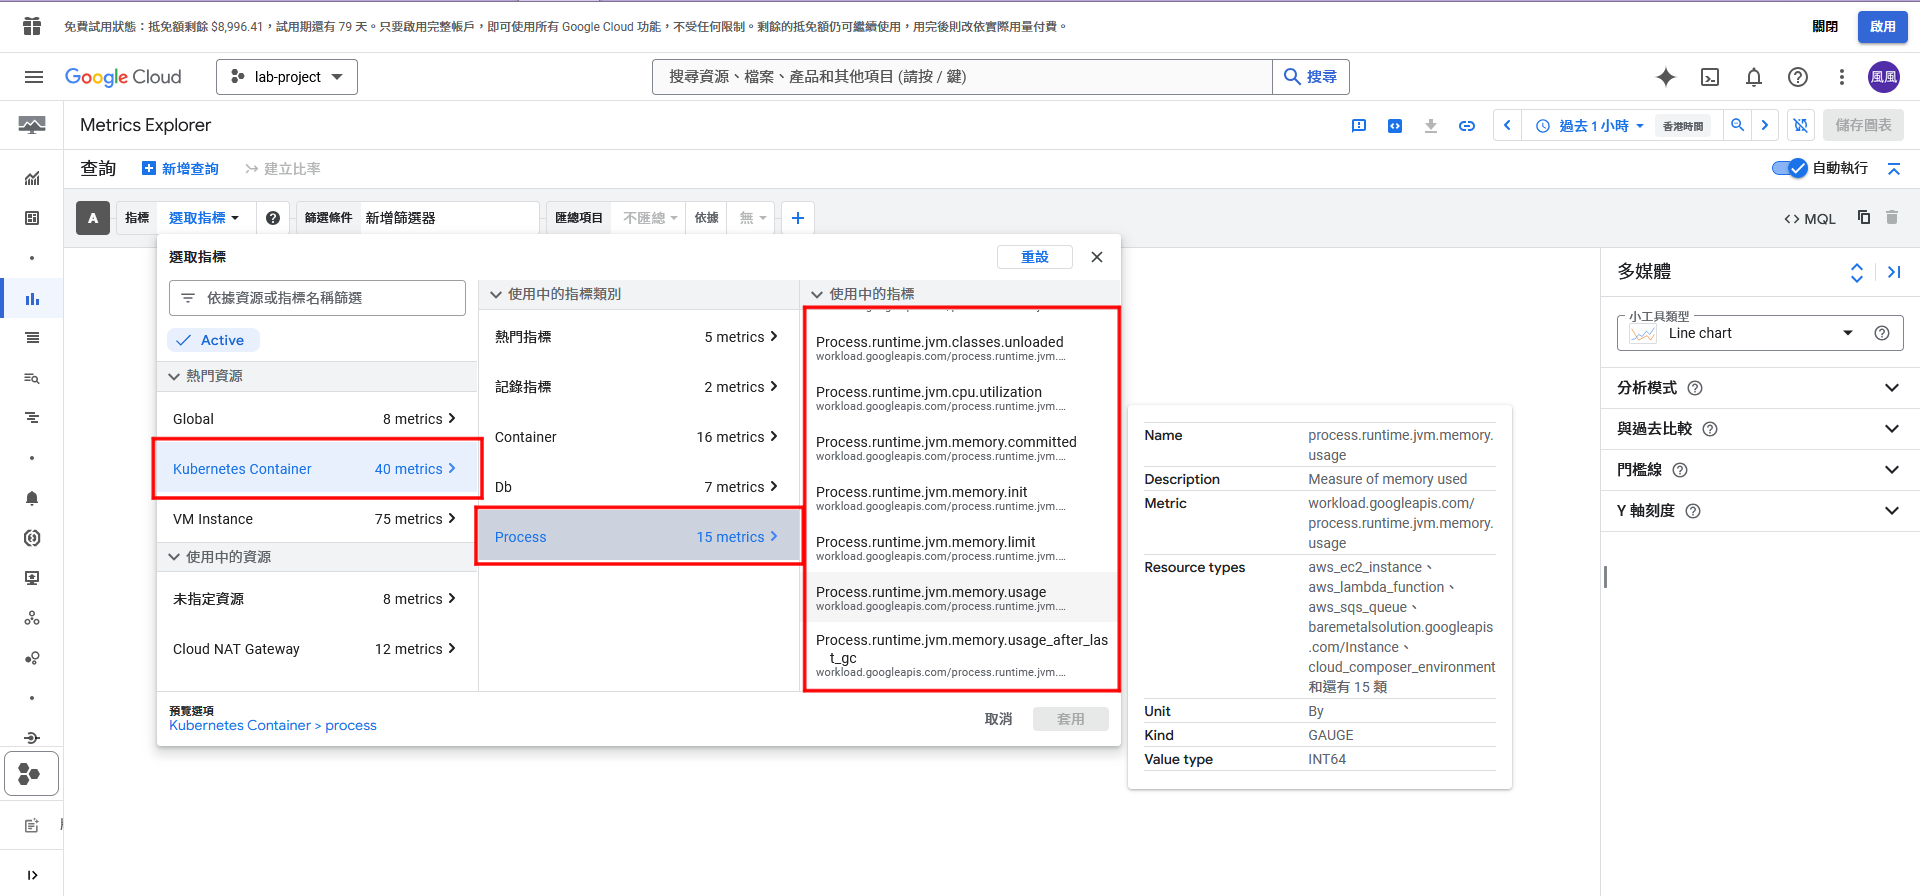 免費試用狀態：抵免額剩餘 $8,996.41，試用期還有 79 天。只要啟用完整帳戶，即可使用所有 Google Cloud 功能，不受任何限制。剩餘的抵免額仍可繼續使用，用完後則改依實際用量付費。
關閉
啟用
Google Cloud
lab-project
搜尋資源、檔案、產品和其他項目 (請按 / 鍵)
搜尋
風風
Metrics Explorer
過去 1 小時
香港時間
儲存圖表
查詢
新增查詢
建立比率
自動執行
A
指標
選取指標
篩選條件
新增篩選器
匯總項目
不匯總
依據
無
MQL
選取指標
重設
依據資源或指標名稱篩選
Active
熱門資源
Global
8 metrics
Kubernetes Container
40 metrics
VM Instance
75 metrics
使用中的資源
未指定資源
8 metrics
Cloud NAT Gateway
12 metrics
使用中的指標類別
熱門指標
5 metrics
記錄指標
2 metrics
Container
16 metrics
Db
7 metrics
Process
15 metrics
使用中的指標
Process.runtime.jvm.classes.unloaded
workload.googleapis.com/process.runtime.jvm....
Process.runtime.jvm.cpu.utilization
workload.googleapis.com/process.runtime.jvm....
Process.runtime.jvm.memory.committed
workload.googleapis.com/process.runtime.jvm....
Process.runtime.jvm.memory.init
workload.googleapis.com/process.runtime.jvm....
Process.runtime.jvm.memory.limit
workload.googleapis.com/process.runtime.jvm....
Process.runtime.jvm.memory.usage
workload.googleapis.com/process.runtime.jvm....
Process.runtime.jvm.memory.usage_after_las
t_gc
workload.googleapis.com/process.runtime.jvm....
預覽選項
Kubernetes Container > process
取消
套用
Name
process.runtime.jvm.memory.
usage
Description
Measure of memory used
Metric
workload.googleapis.com/
process.runtime.jvm.memory.
usage
Resource types
aws_ec2_instance、
aws_lambda_function、
aws_sqs_queue、
baremetalsolution.googleapis
.com/Instance、
cloud_composer_environment
和還有 15 類
Unit
By
Kind
GAUGE
Value type
INT64
多媒體
小工具類型
Line chart
分析模式
與過去比較
門檻線
Y 軸刻度